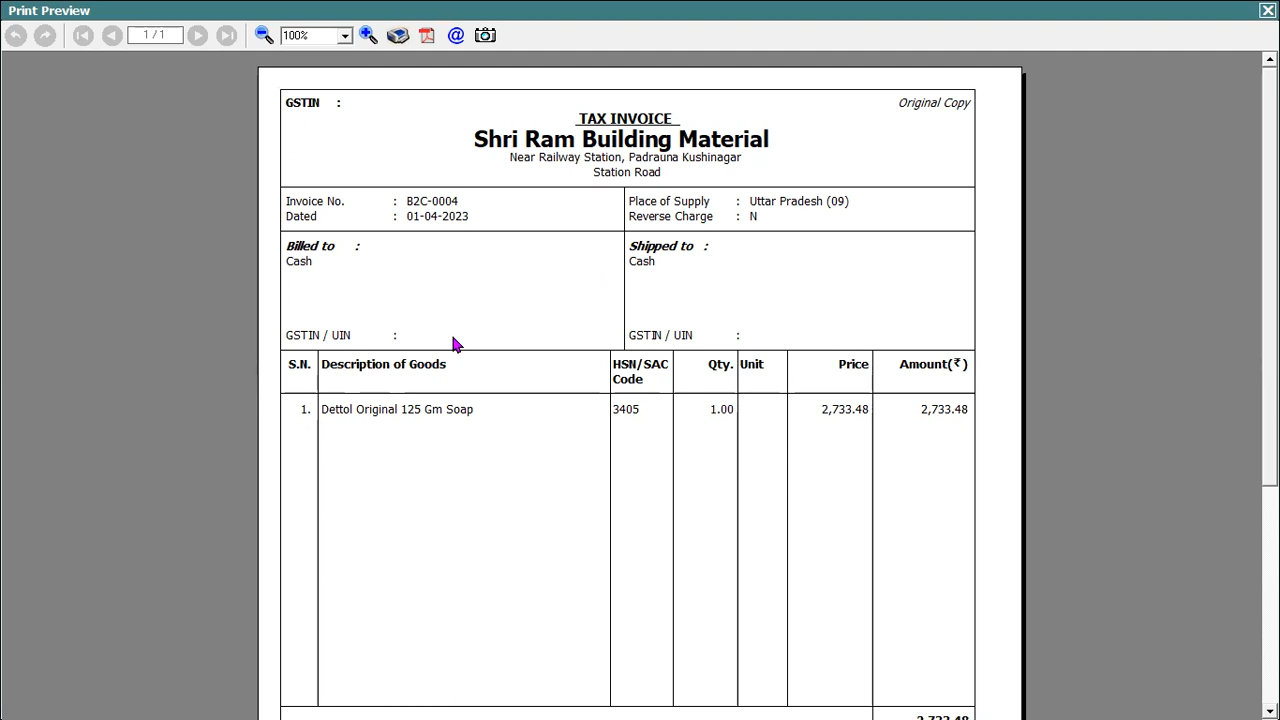 Print Preview
1 / 1
100%
GSTIN :
Original Copy
TAX INVOICE
Shri Ram Building Material
Near Railway Station, Padrauna Kushinagar
Station Road
Invoice No. : B2C-0004
Dated : 01-04-2023
Place of Supply : Uttar Pradesh (09)
Reverse Charge : N
Billed to :
Cash
GSTIN / UIN :
Shipped to :
Cash
GSTIN / UIN :
S.N. Description of Goods HSN/SAC Code Qty. Unit Price Amount(₹)
1. Dettol Original 125 Gm Soap 3405 1.00 2,733.48 2,733.48
2,733.48